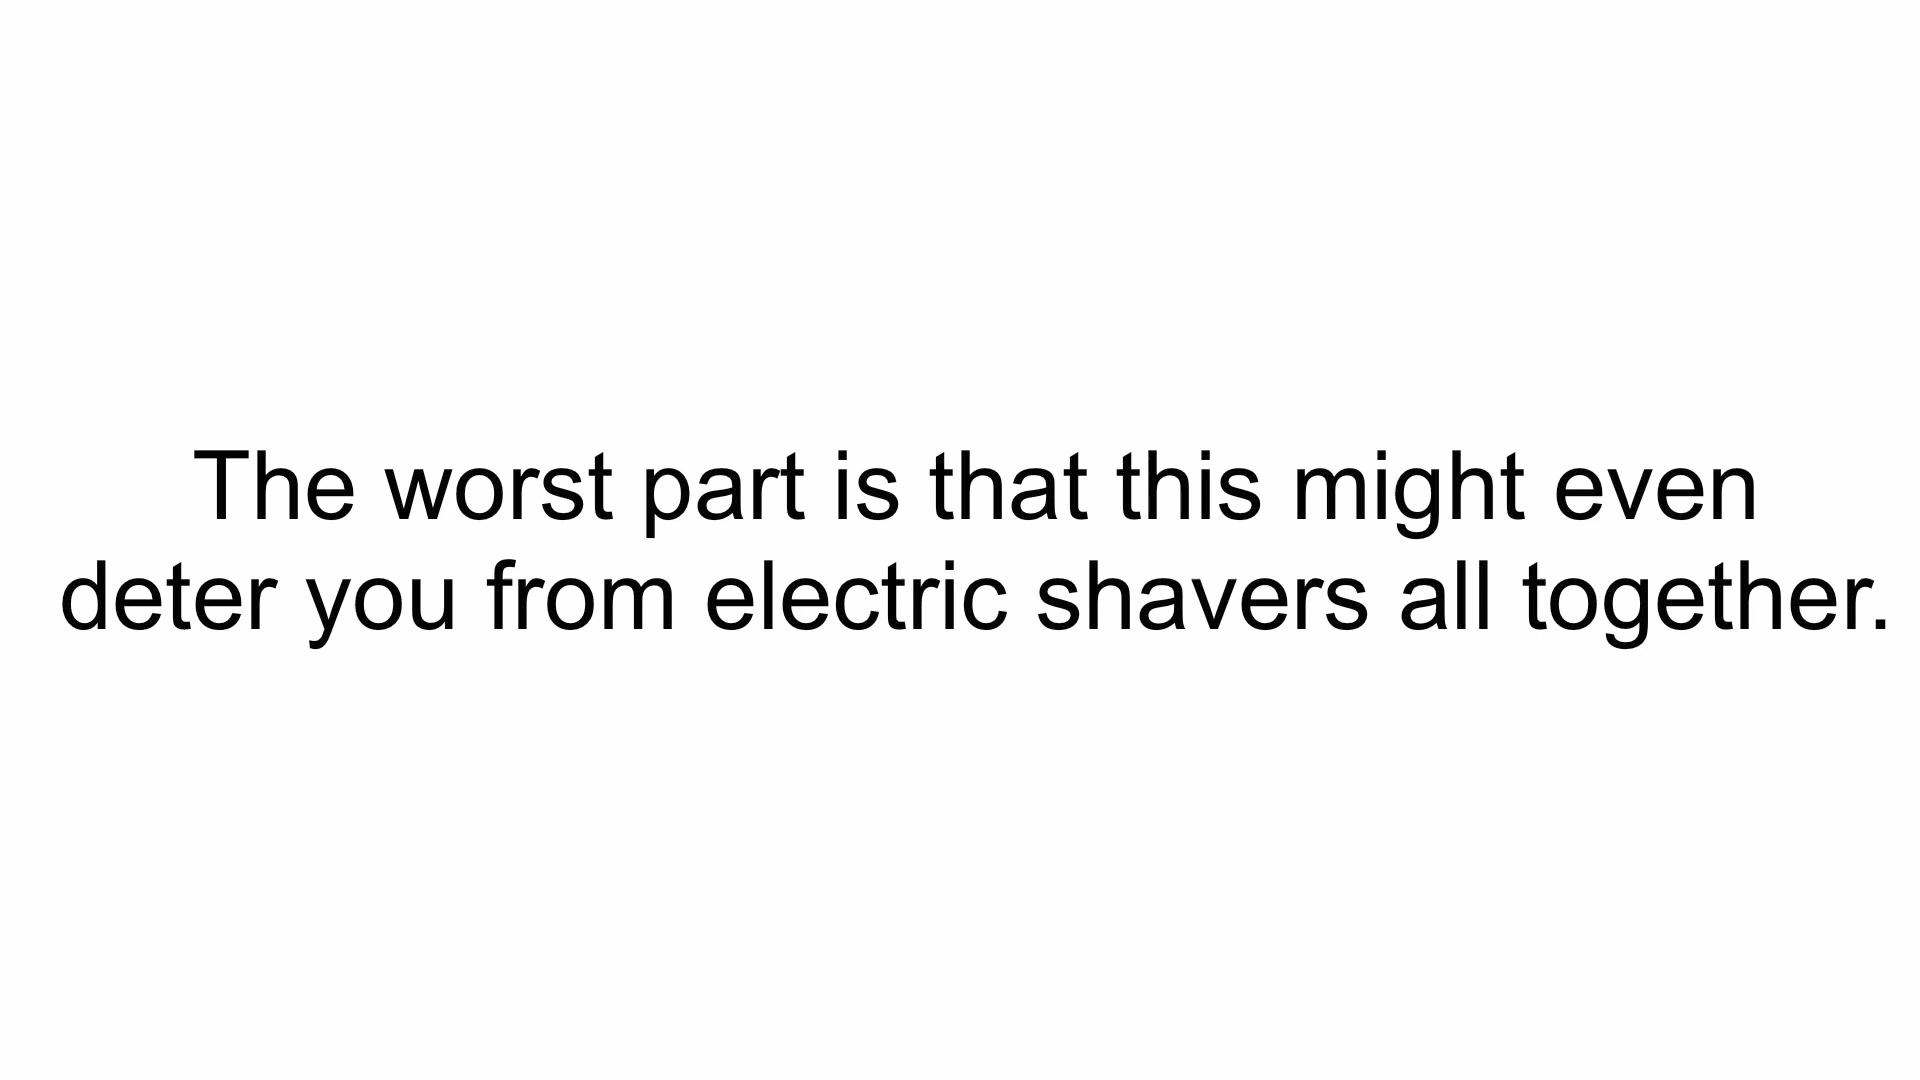 The worst part is that this might even
deter you from electric shavers all together.